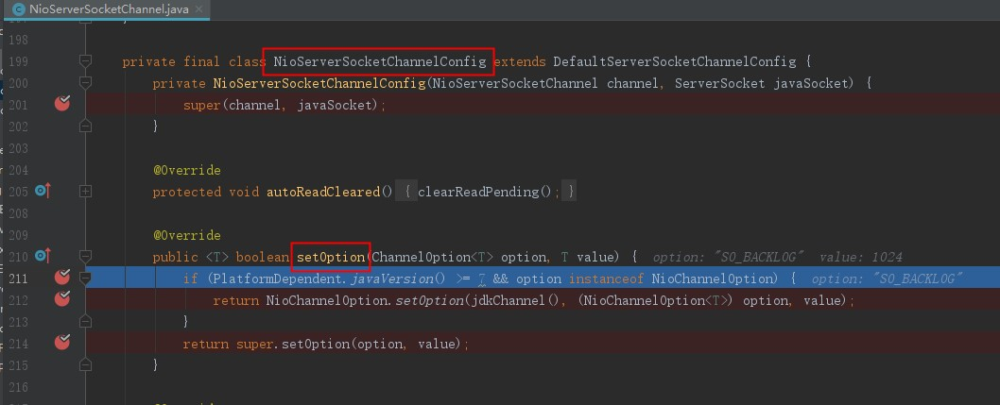 NioServerSocketChannel.java ×
198
199 private final class NioServerSocketChannelConfig extends DefaultServerSocketChannelConfig {
200 private NioServerSocketChannelConfig(NioServerSocketChannel channel, ServerSocket javaSocket) {
201 super(channel, javaSocket);
202 }
203
204 @Override
205 protected void autoReadCleared() { clearReadPending(); }
208
209 @Override
210 public <T> boolean setOption(ChannelOption<T> option, T value) { option: "SO_BACKLOG" value: 1024
211 if (PlatformDependent.javaVersion() >= 7 && option instanceof NioChannelOption) { option: "SO_BACKLOG"
212 return NioChannelOption.setOption(jdkChannel(), (NioChannelOption<T>) option, value);
213 }
214 return super.setOption(option, value);
215 }
216